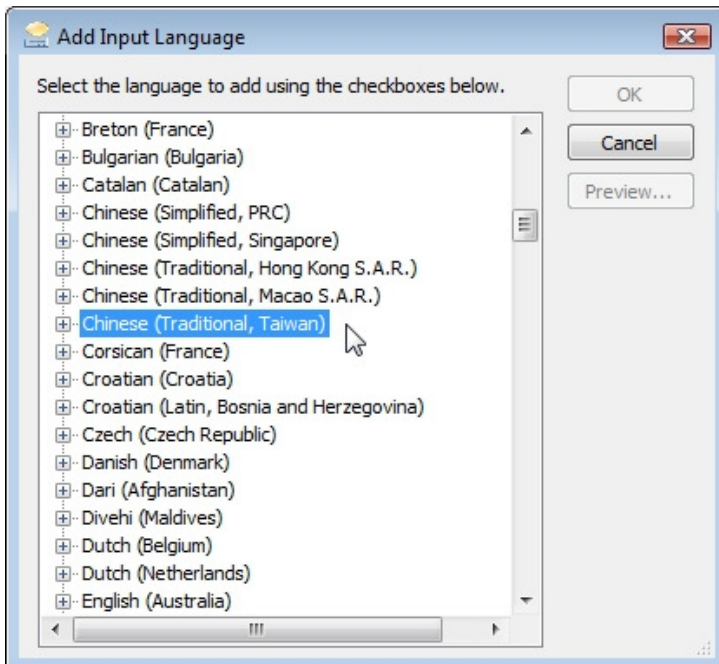 Add Input Language
Select the language to add using the checkboxes below.
OK
Cancel
Preview...
Breton (France)
Bulgarian (Bulgaria)
Catalan (Catalan)
Chinese (Simplified, PRC)
Chinese (Simplified, Singapore)
Chinese (Traditional, Hong Kong S.A.R.)
Chinese (Traditional, Macao S.A.R.)
Chinese (Traditional, Taiwan)
Corsican (France)
Croatian (Croatia)
Croatian (Latin, Bosnia and Herzegovina)
Czech (Czech Republic)
Danish (Denmark)
Dari (Afghanistan)
Divehi (Maldives)
Dutch (Belgium)
Dutch (Netherlands)
English (Australia)